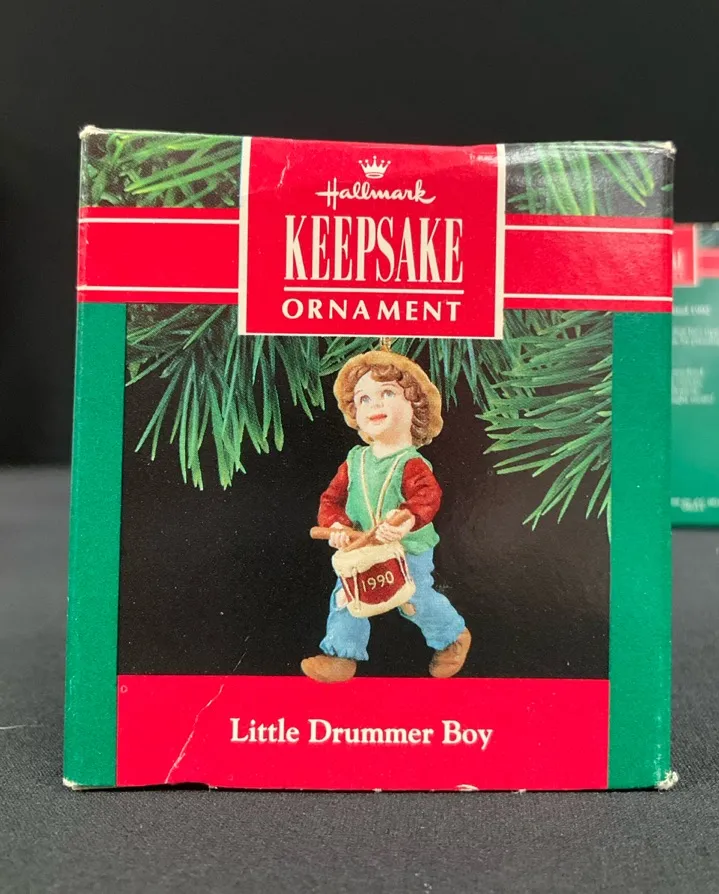 Hallmark
KEEPSAKE
ORNAMENT
1990
Little Drummer Boy